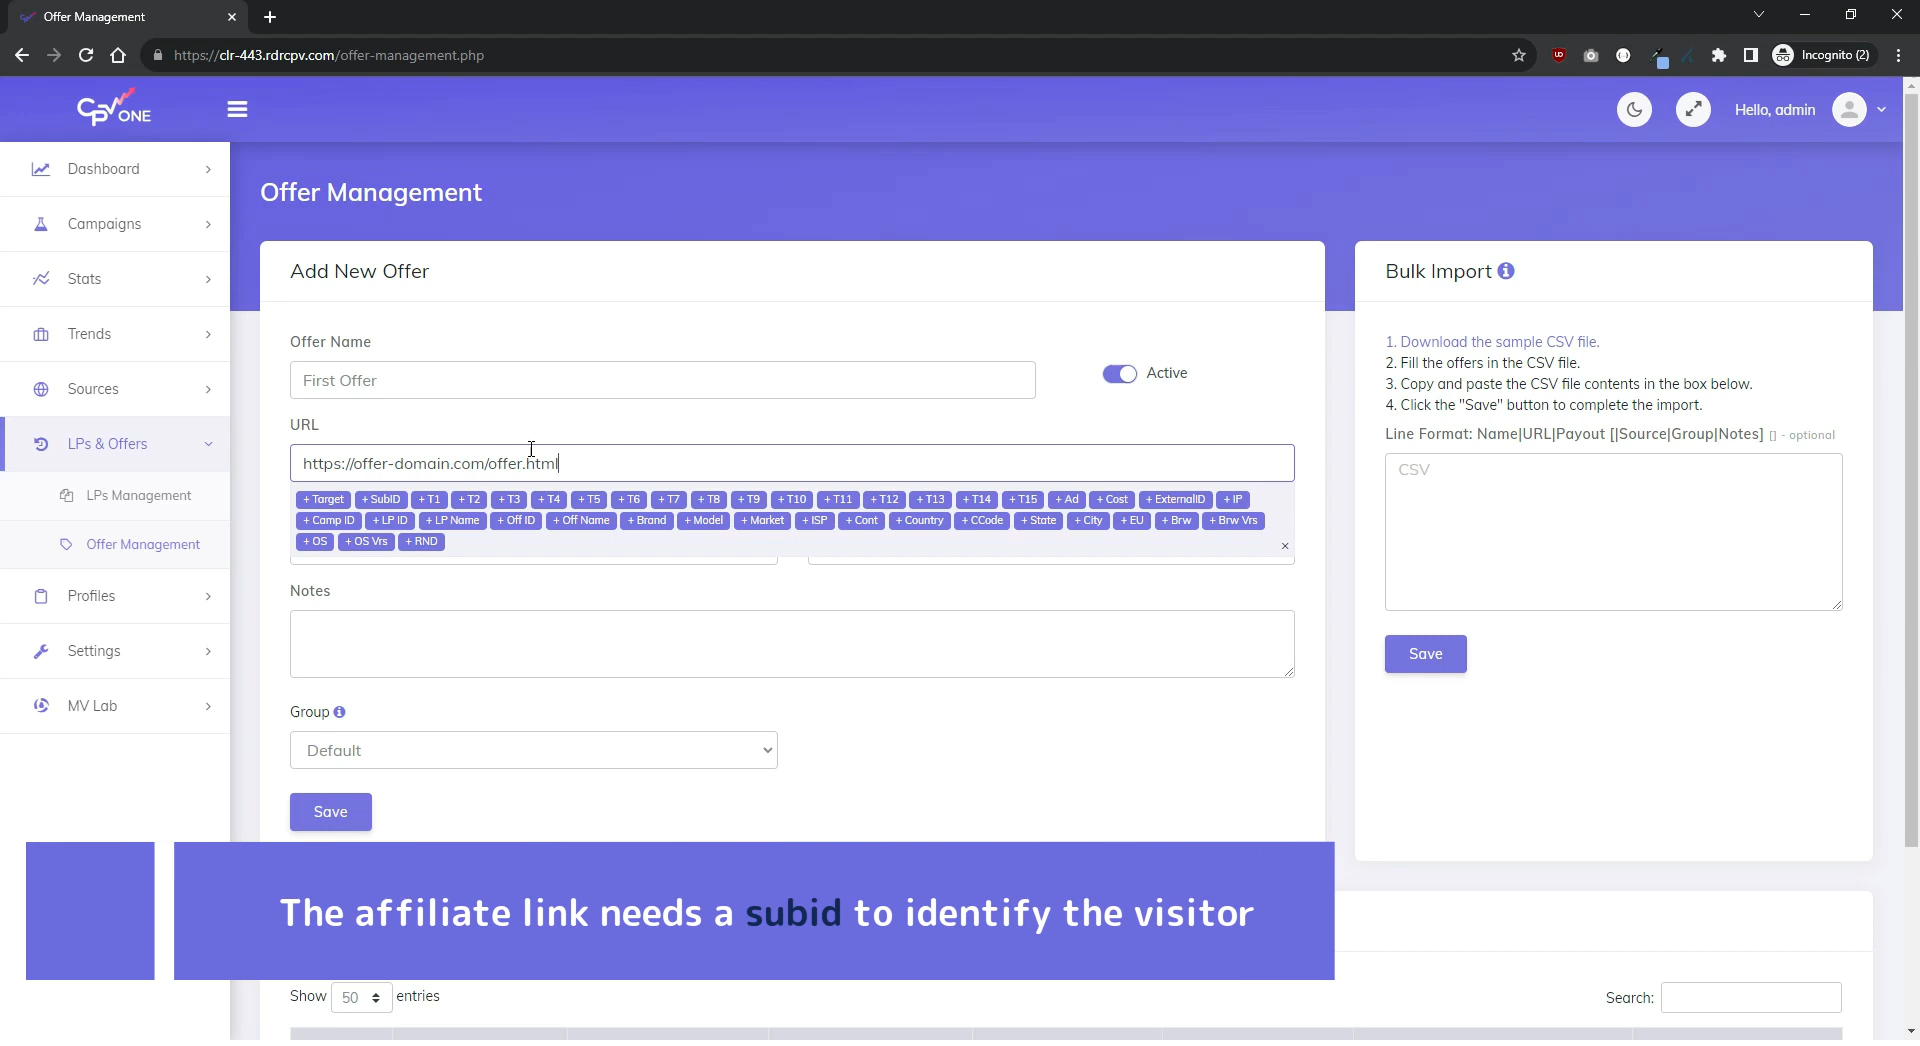 Offer Management
https://clr-443.rdrcpv.com/offer-management.php
Incognito (2)
CPV ONE
Hello, admin
Dashboard
Campaigns
Stats
Trends
Sources
LPs & Offers
LPs Management
Offer Management
Profiles
Settings
MV Lab
Offer Management
Add New Offer
Offer Name
First Offer
Active
URL
https://offer-domain.com/offer.html
+ Target + SubID + T1 + T2 + T3 + T4 + T5 + T6 + T7 + T8 + T9 + T10 + T11 + T12 + T13 + T14 + T15 + Ad + Cost + ExternalID + IP
+ Camp ID + LP ID + LP Name + Off ID + Off Name + Brand + Model + Market + ISP + Cont + Country + CCode + State + City + EU + Brw + Brw Vrs
+ OS + OS Vrs + RND
Notes
Group
Default
Save
Bulk Import
1. Download the sample CSV file.
2. Fill the offers in the CSV file.
3. Copy and paste the CSV file contents in the box below.
4. Click the "Save" button to complete the import.
Line Format: Name|URL|Payout [|Source|Group|Notes] [] - optional
CSV
Save
The affiliate link needs a subid to identify the visitor
Show 50 entries
Search: